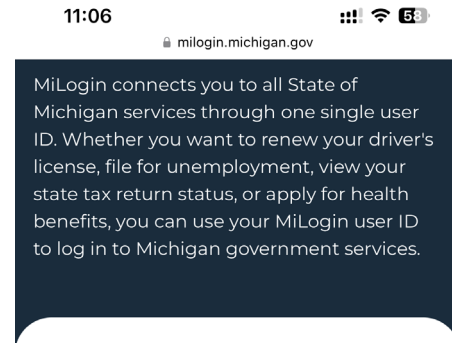 11:06
58
milogin.michigan.gov
MiLogin connects you to all State of
Michigan services through one single user
ID. Whether you want to renew your driver's
license, file for unemployment, view your
state tax return status, or apply for health
benefits, you can use your MiLogin user ID
to log in to Michigan government services.